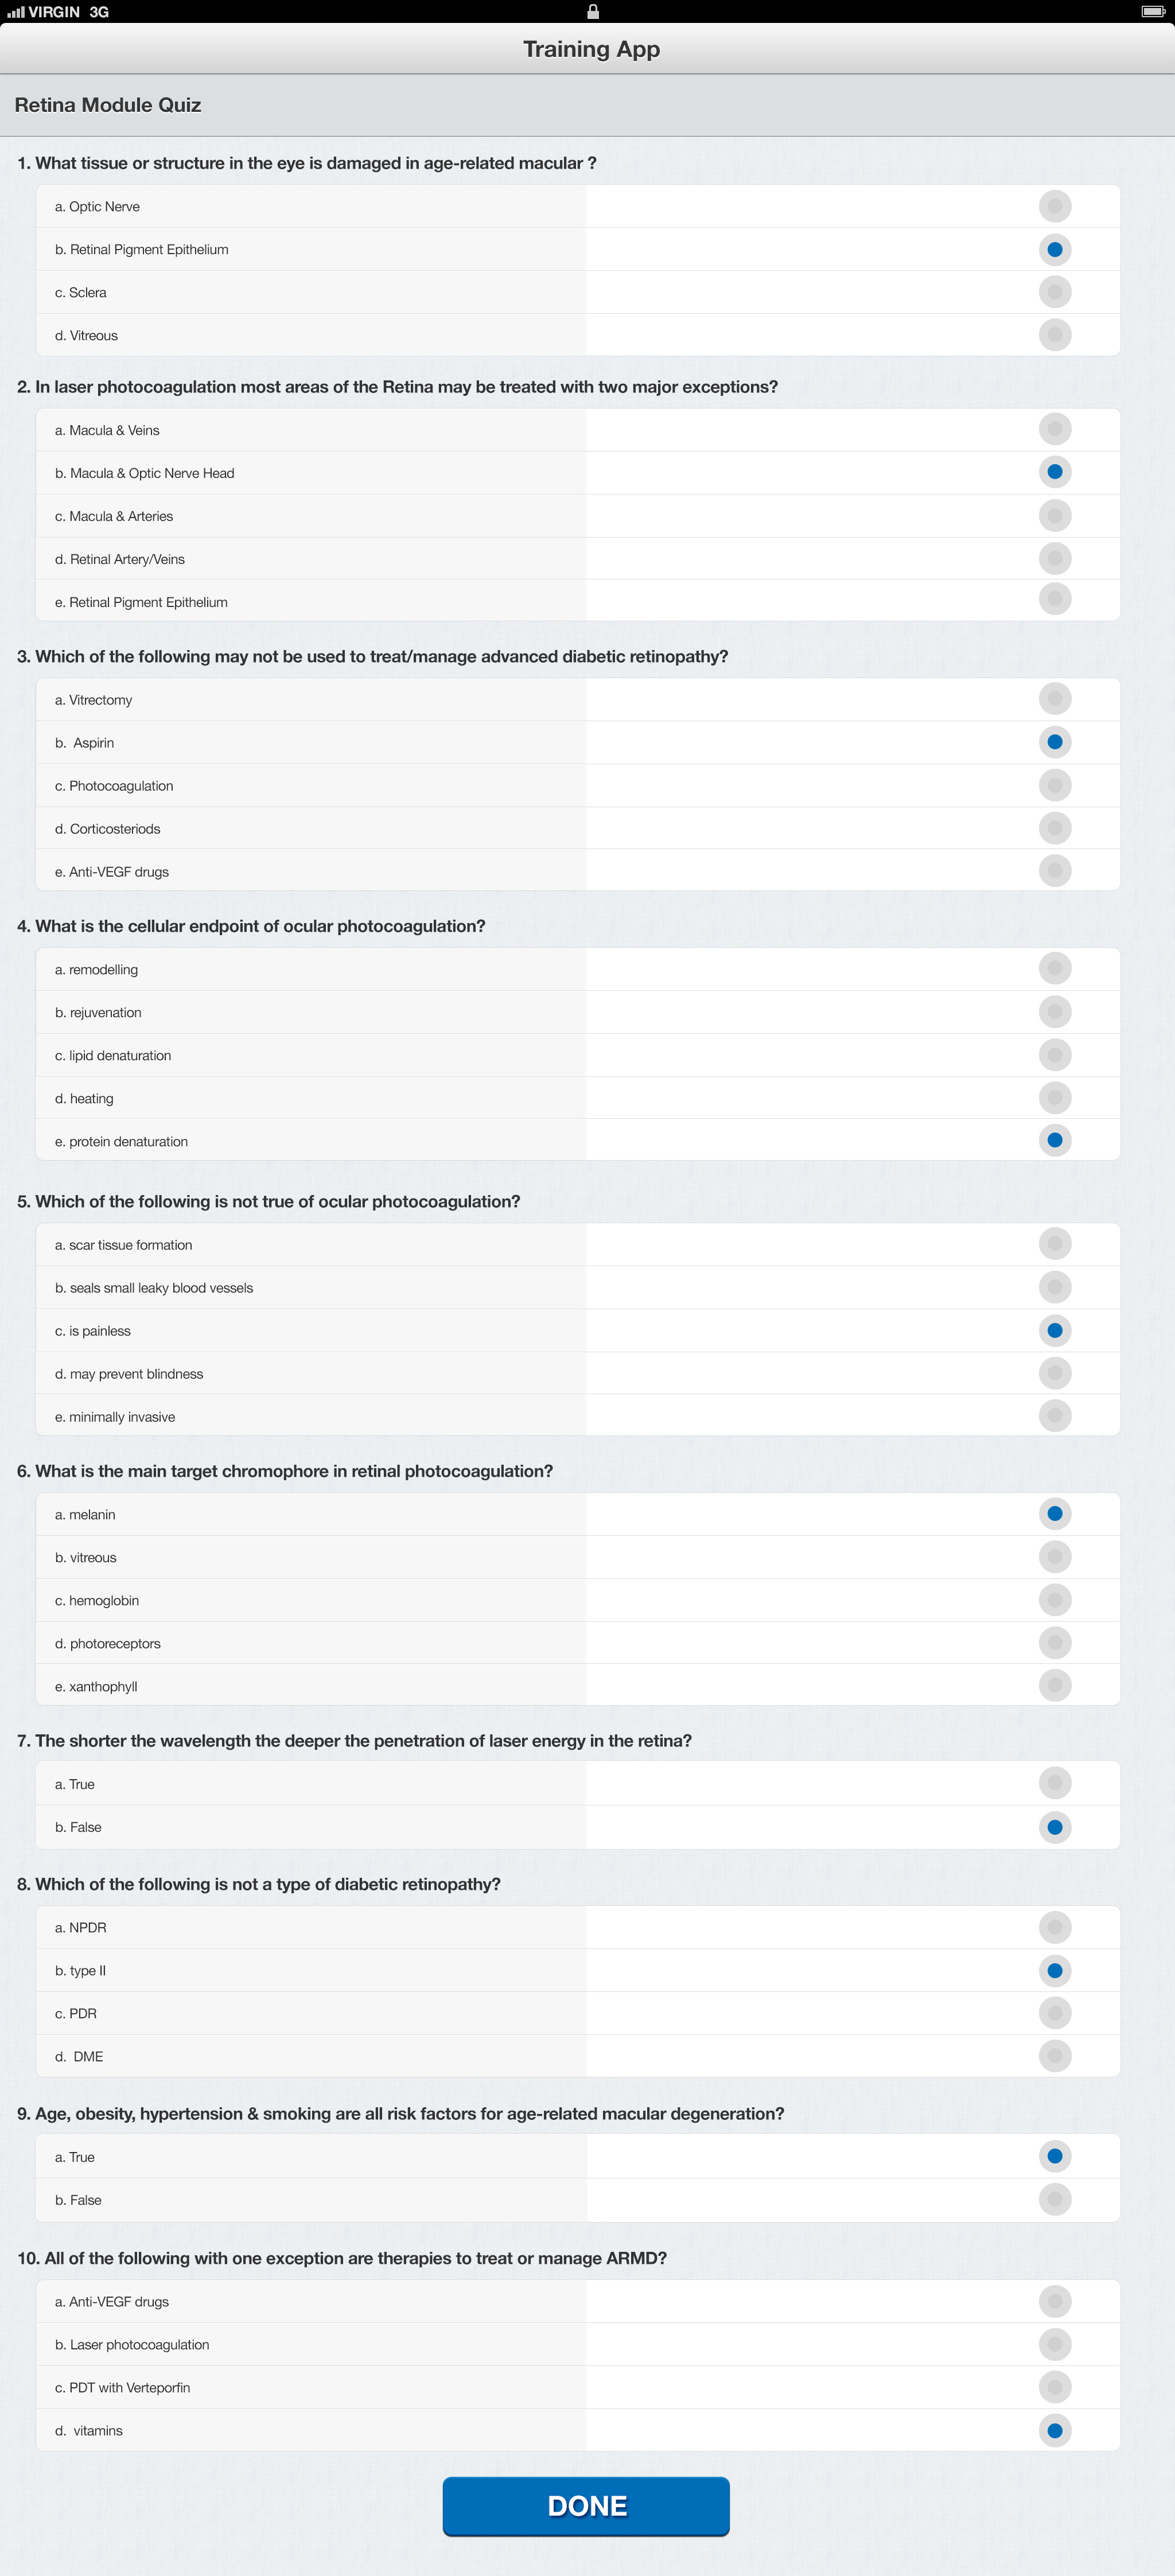 VIRGIN 3G
Training App
Retina Module Quiz
1. What tissue or structure in the eye is damaged in age-related macular ?
a. Optic Nerve
b. Retinal Pigment Epithelium
c. Sclera
d. Vitreous
2. In laser photocoagulation most areas of the Retina may be treated with two major exceptions?
a. Macula & Veins
b. Macula & Optic Nerve Head
c. Macula & Arteries
d. Retinal Artery/Veins
e. Retinal Pigment Epithelium
3. Which of the following may not be used to treat/manage advanced diabetic retinopathy?
a. Vitrectomy
b. Aspirin
c. Photocoagulation
d. Corticosteriods
e. Anti-VEGF drugs
4. What is the cellular endpoint of ocular photocoagulation?
a. remodelling
b. rejuvenation
c. lipid denaturation
d. heating
e. protein denaturation
5. Which of the following is not true of ocular photocoagulation?
a. scar tissue formation
b. seals small leaky blood vessels
c. is painless
d. may prevent blindness
e. minimally invasive
6. What is the main target chromophore in retinal photocoagulation?
a. melanin
b. vitreous
c. hemoglobin
d. photoreceptors
e. xanthophyll
7. The shorter the wavelength the deeper the penetration of laser energy in the retina?
a. True
b. False
8. Which of the following is not a type of diabetic retinopathy?
a. NPDR
b. type II
c. PDR
d. DME
9. Age, obesity, hypertension & smoking are all risk factors for age-related macular degeneration?
a. True
b. False
10. All of the following with one exception are therapies to treat or manage ARMD?
a. Anti-VEGF drugs
b. Laser photocoagulation
c. PDT with Verteporfin
d. vitamins
DONE